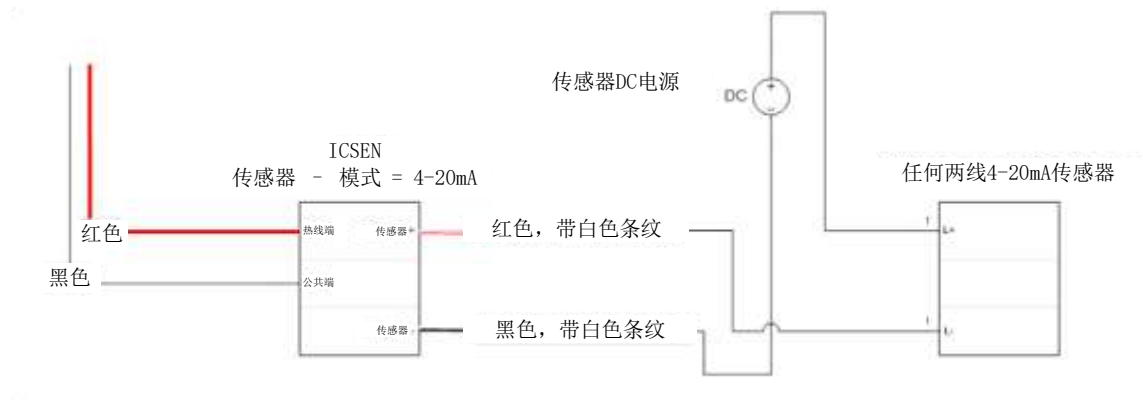 传感器DC电源
DC
ICSEN
传感器 - 模式 = 4-20mA
任何两线4-20mA传感器
红色
热线端
传感器+
红色，带白色条纹
1
L+
黑色
公共端
传感器-
黑色，带白色条纹
1
L-